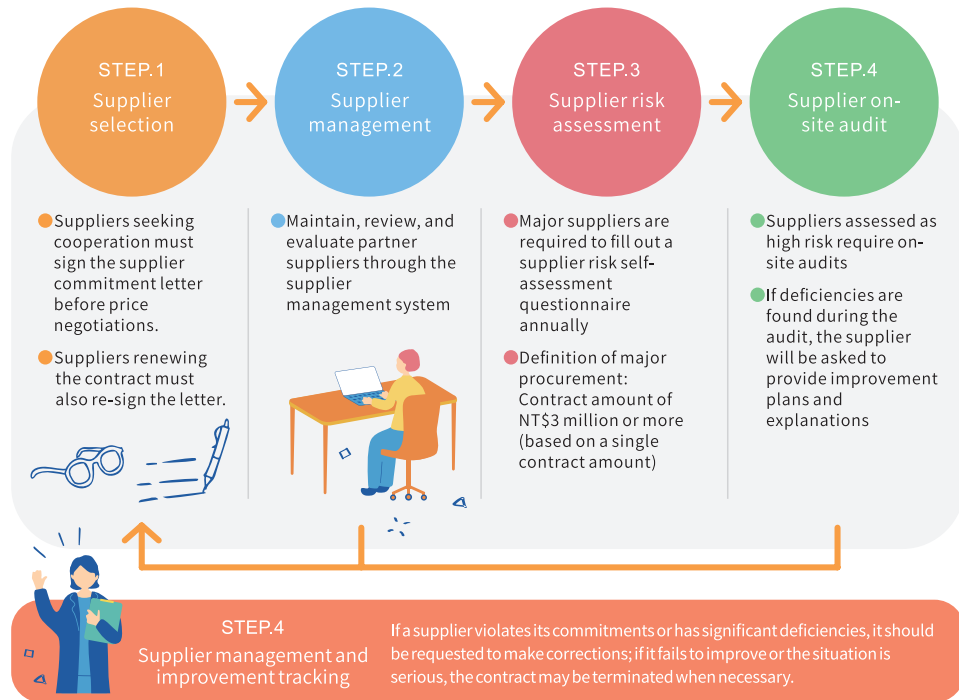 STEP.1
Supplier
selection
STEP.2
Supplier
management
STEP.3
Supplier risk
assessment
STEP.4
Supplier on-
site audit
Suppliers seeking
cooperation must
sign the supplier
commitment letter
before price
negotiations.
Suppliers renewing
the contract must
also re-sign the letter.
Maintain, review, and
evaluate partner
suppliers through the
supplier
management system
Major suppliers are
required to fill out a
supplier risk self-
assessment
questionnaire
annually
Definition of major
procurement:
Contract amount of
NT$3 million or more
(based on a single
contract amount)
Suppliers assessed as
high risk require on-
site audits
If deficiencies are
found during the
audit, the supplier
will be asked to
provide improvement
plans and
explanations
STEP.4
Supplier management and
improvement tracking
If a supplier violates its commitments or has significant deficiencies, it should
be requested to make corrections; if it fails to improve or the situation is
serious, the contract may be terminated when necessary.